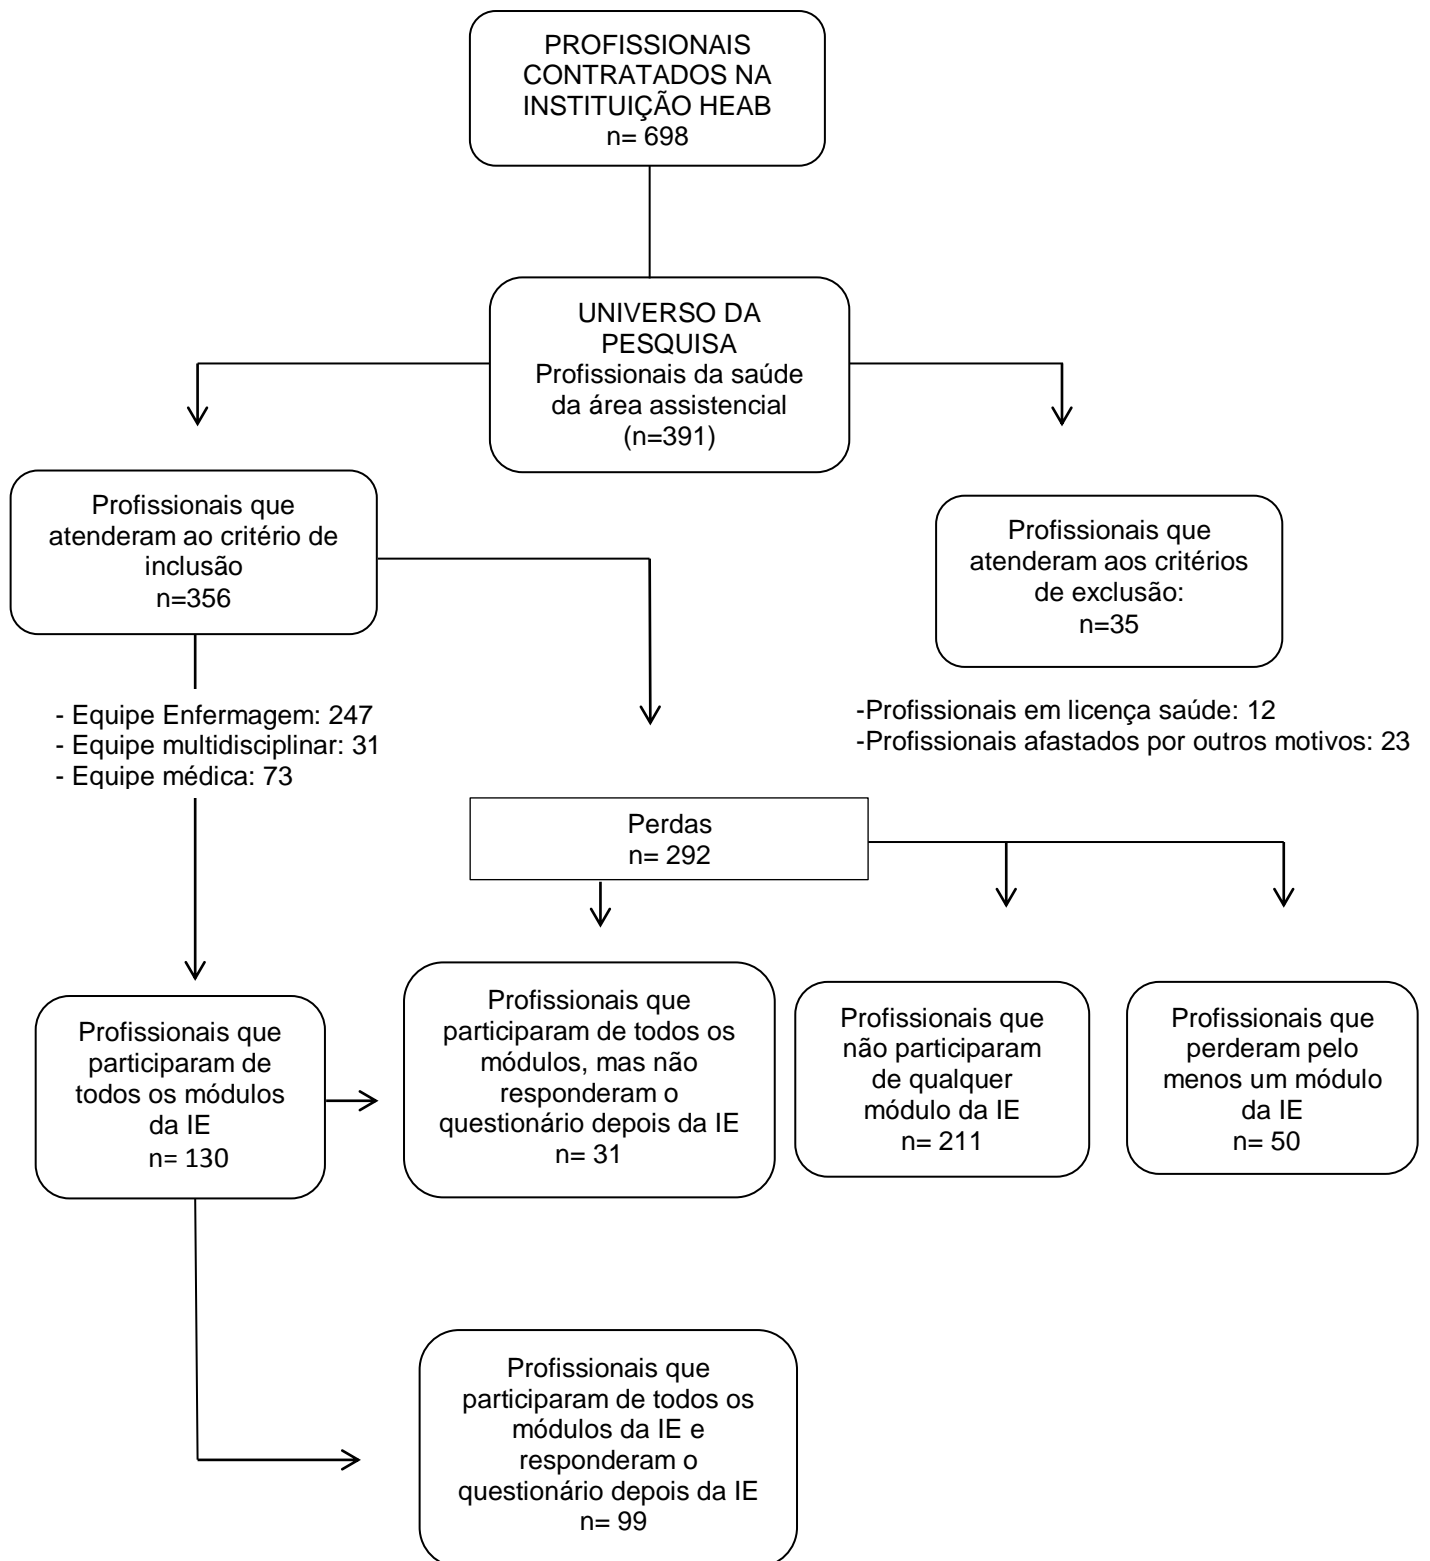 PROFISSIONAIS
CONTRATADOS NA
INSTITUIÇÃO HEAB
n= 698
UNIVERSO DA
PESQUISA
Profissionais da saúde
da área assistencial
(n=391)
Profissionais que
atenderam ao critério de
inclusão
n=356
Profissionais que
atenderam aos critérios
de exclusão:
n=35
- Equipe Enfermagem: 247
- Equipe multidisciplinar: 31
- Equipe médica: 73
-Profissionais em licença saúde: 12
-Profissionais afastados por outros motivos: 23
Perdas
n= 292
Profissionais que
participaram de
todos os módulos
da IE
n= 130
Profissionais que
participaram de todos os
módulos, mas não
responderam o
questionário depois da IE
n= 31
Profissionais que
não participaram
de qualquer
módulo da IE
n= 211
Profissionais que
perderam pelo
menos um módulo
da IE
n= 50
Profissionais que
participaram de todos os
módulos da IE e
responderam o
questionário depois da IE
n= 99